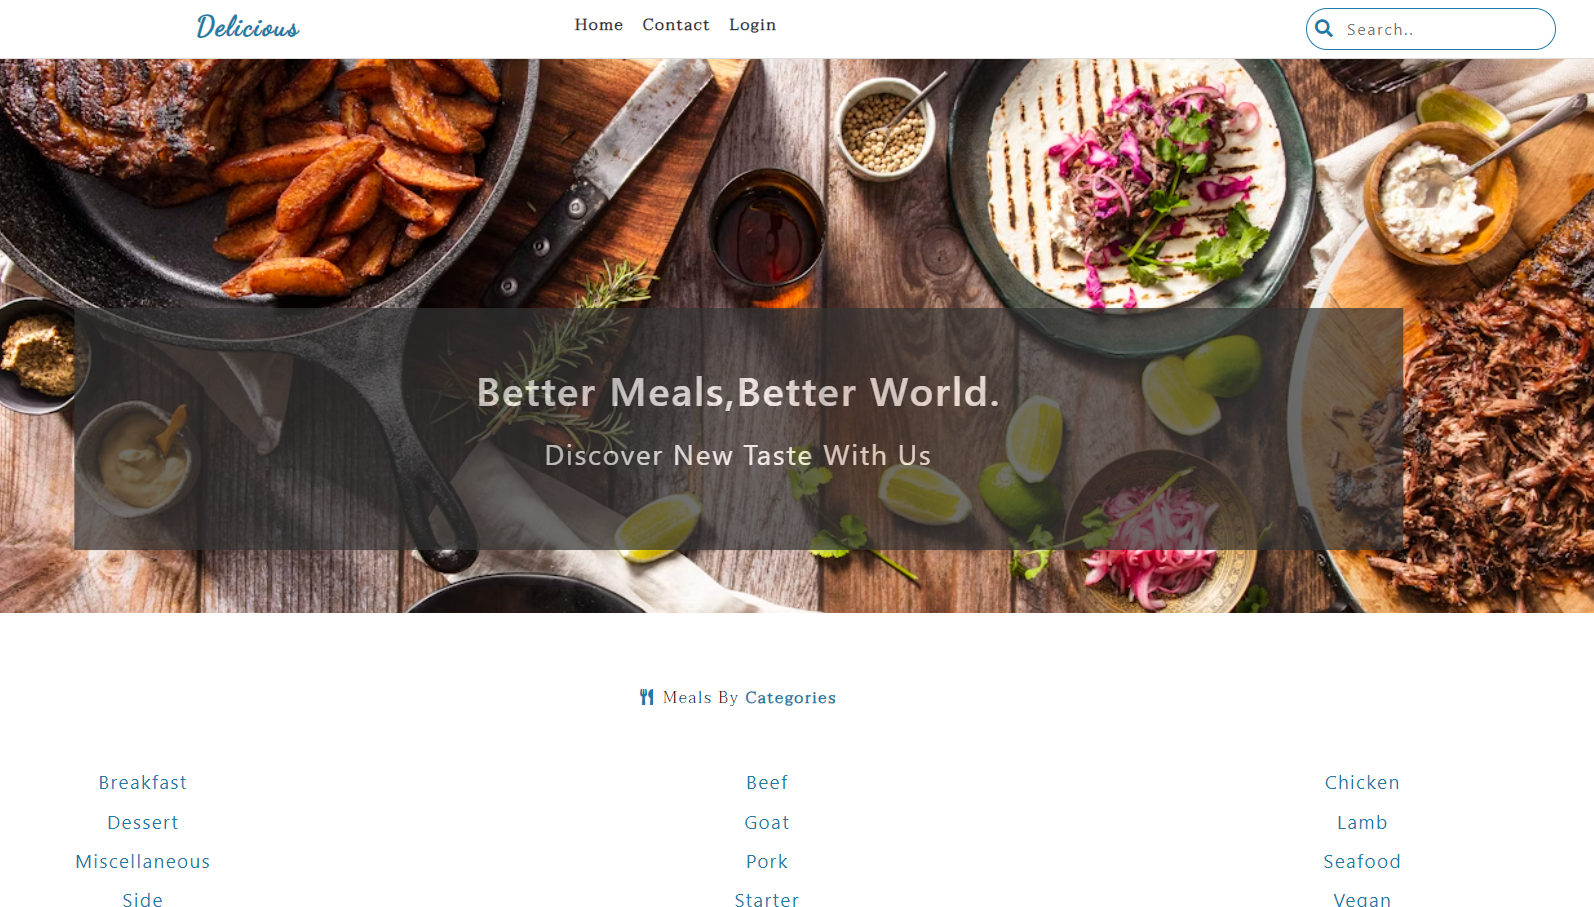 Delicious
Home Contact Login
Search..
Better Meals,Better World.
Discover New Taste With Us
Meals By Categories
Breakfast Beef Chicken
Dessert Goat Lamb
Miscellaneous Pork Seafood
Side Starter Vegan